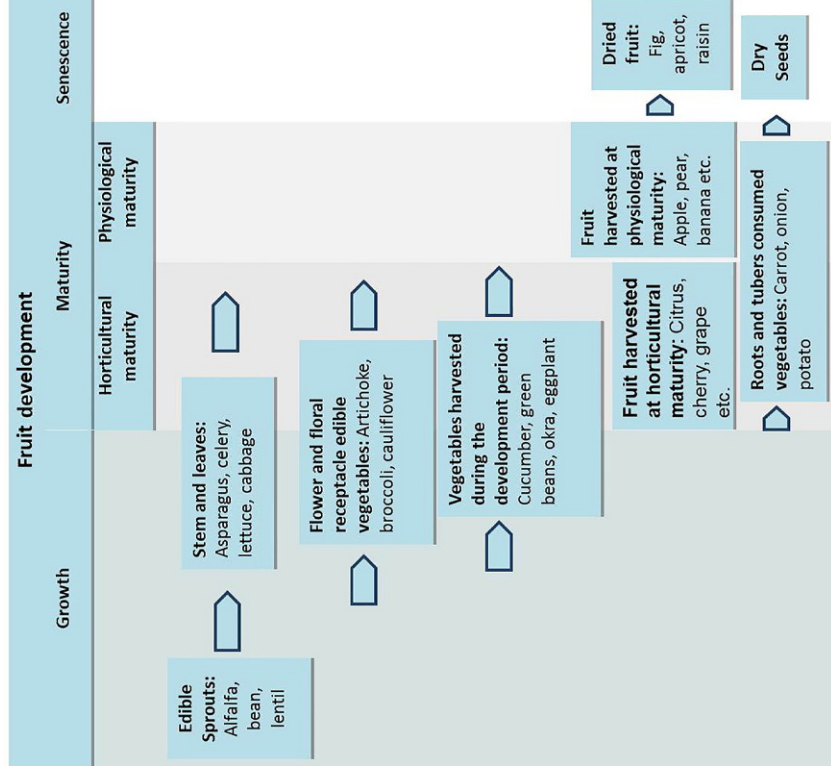 Fruit development
Growth
Maturity
Senescence
Horticultural
maturity
Physiological
maturity
Edible
Sprouts:
Alfalfa,
bean,
lentil
Stem and leaves:
Asparagus, celery,
lettuce, cabbage
Flower and floral
receptacle edible
vegetables: Artichoke,
broccoli, cauliflower
Vegetables harvested
during the
development period:
Cucumber, green
beans, okra, eggplant
Fruit harvested
at horticultural
maturity: Citrus,
cherry, grape
etc.
Fruit
harvested at
physiological
maturity:
Apple, pear,
banana etc.
Dried
fruit:
Fig,
apricot,
raisin
Roots and tubers consumed
vegetables: Carrot, onion,
potato
Dry
Seeds